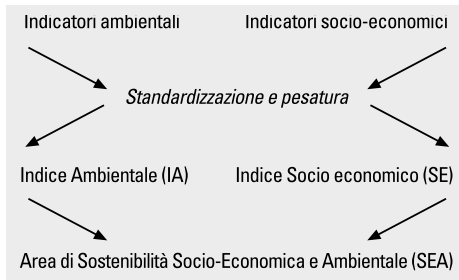 Indicatori ambientali
Indicatori socio-economici
Standardizzazione e pesatura
Indice Ambientale (IA)
Indice Socio economico (SE)
Area di Sostenibilità Socio-Economica e Ambientale (SEA)